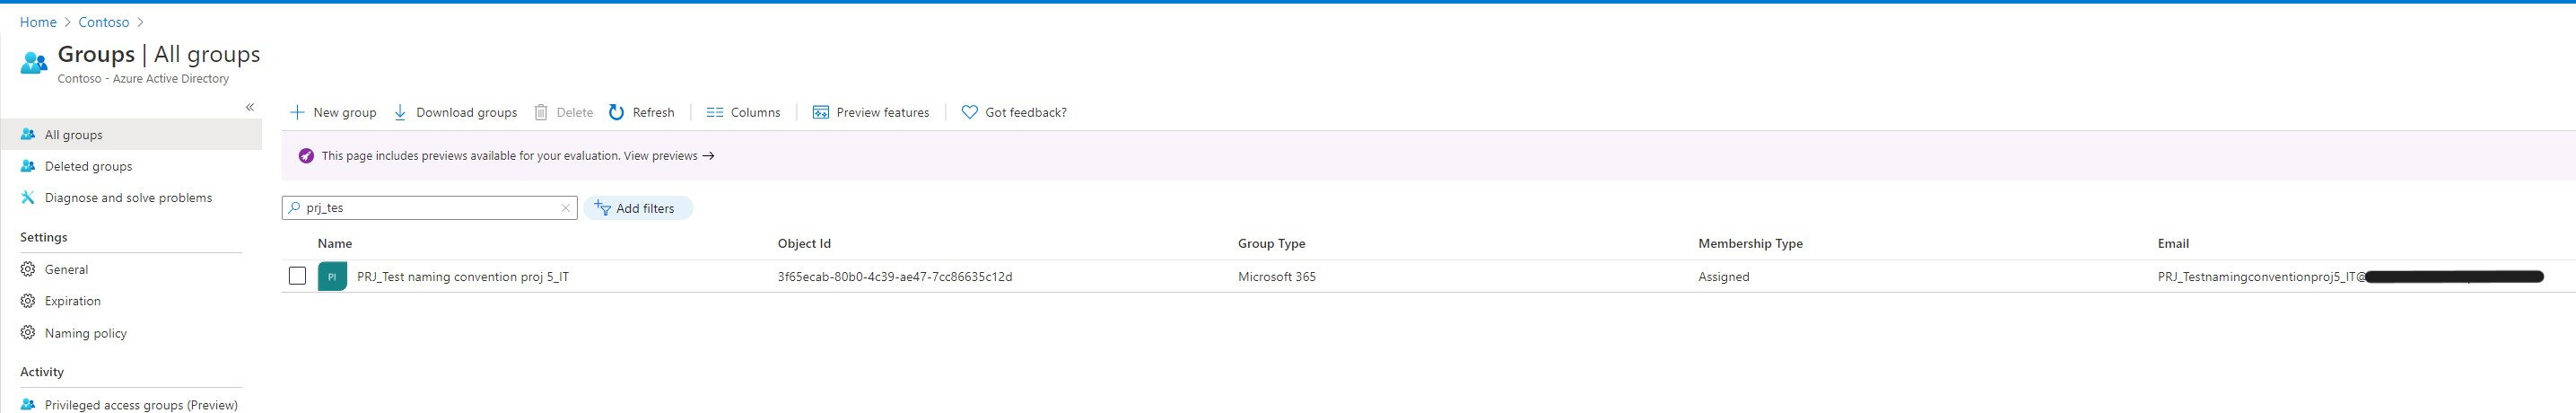 Home > Contoso >
Groups | All groups
Contoso - Azure Active Directory
«
New group Download groups Delete Refresh Columns Preview features Got feedback?
All groups
Deleted groups
Diagnose and solve problems
Settings
General
Expiration
Naming policy
Activity
Privileged access groups (Preview)
This page includes previews available for your evaluation. View previews →
prj_tes Add filters
Name Object Id Group Type Membership Type Email
PI PRJ_Test naming convention proj 5_IT 3f65ecab-80b0-4c39-ae47-7cc86635c12d Microsoft 365 Assigned PRJ_Testnamingconventionproj5_IT@